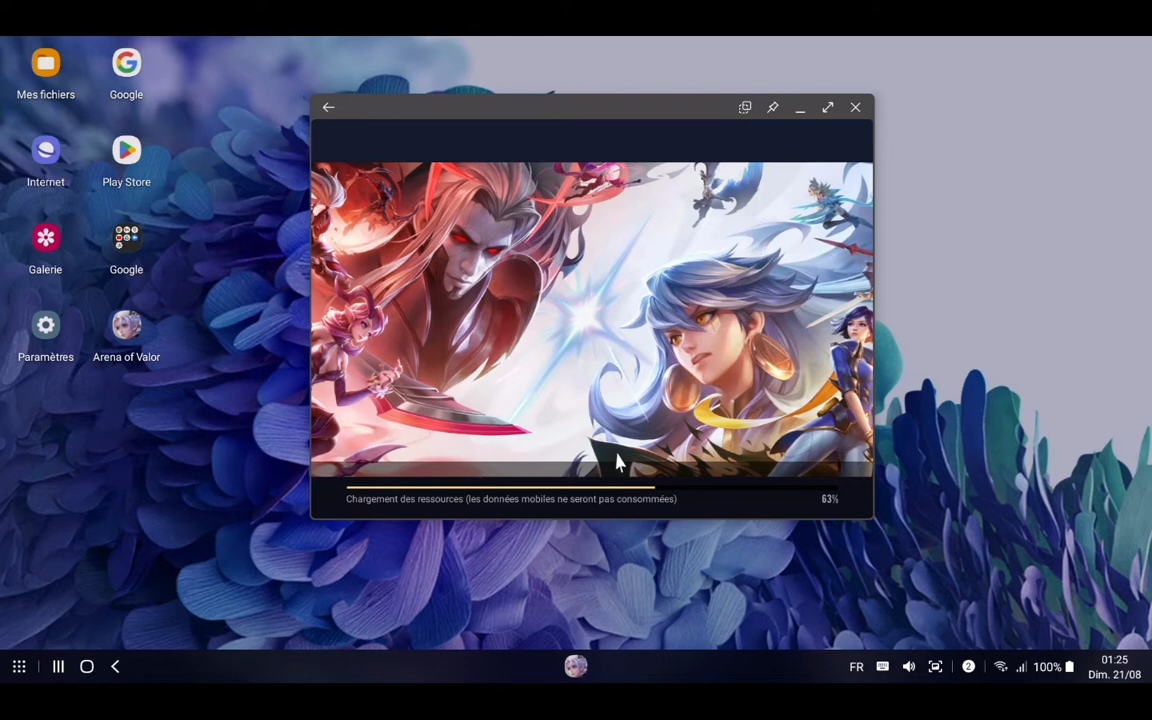 Mes fichiers
Google
Internet
Play Store
Galerie
Google
Paramètres
Arena of Valor
Chargement des ressources (les données mobiles ne seront pas consommées)
63%
FR
2
100%
01:25
Dim. 21/08